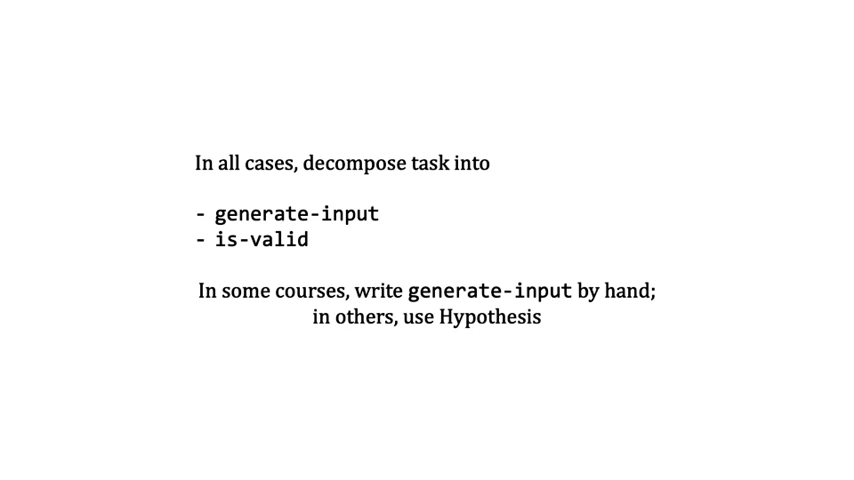 In all cases, decompose task into
- generate-input
- is-valid
In some courses, write generate-input by hand;
in others, use Hypothesis